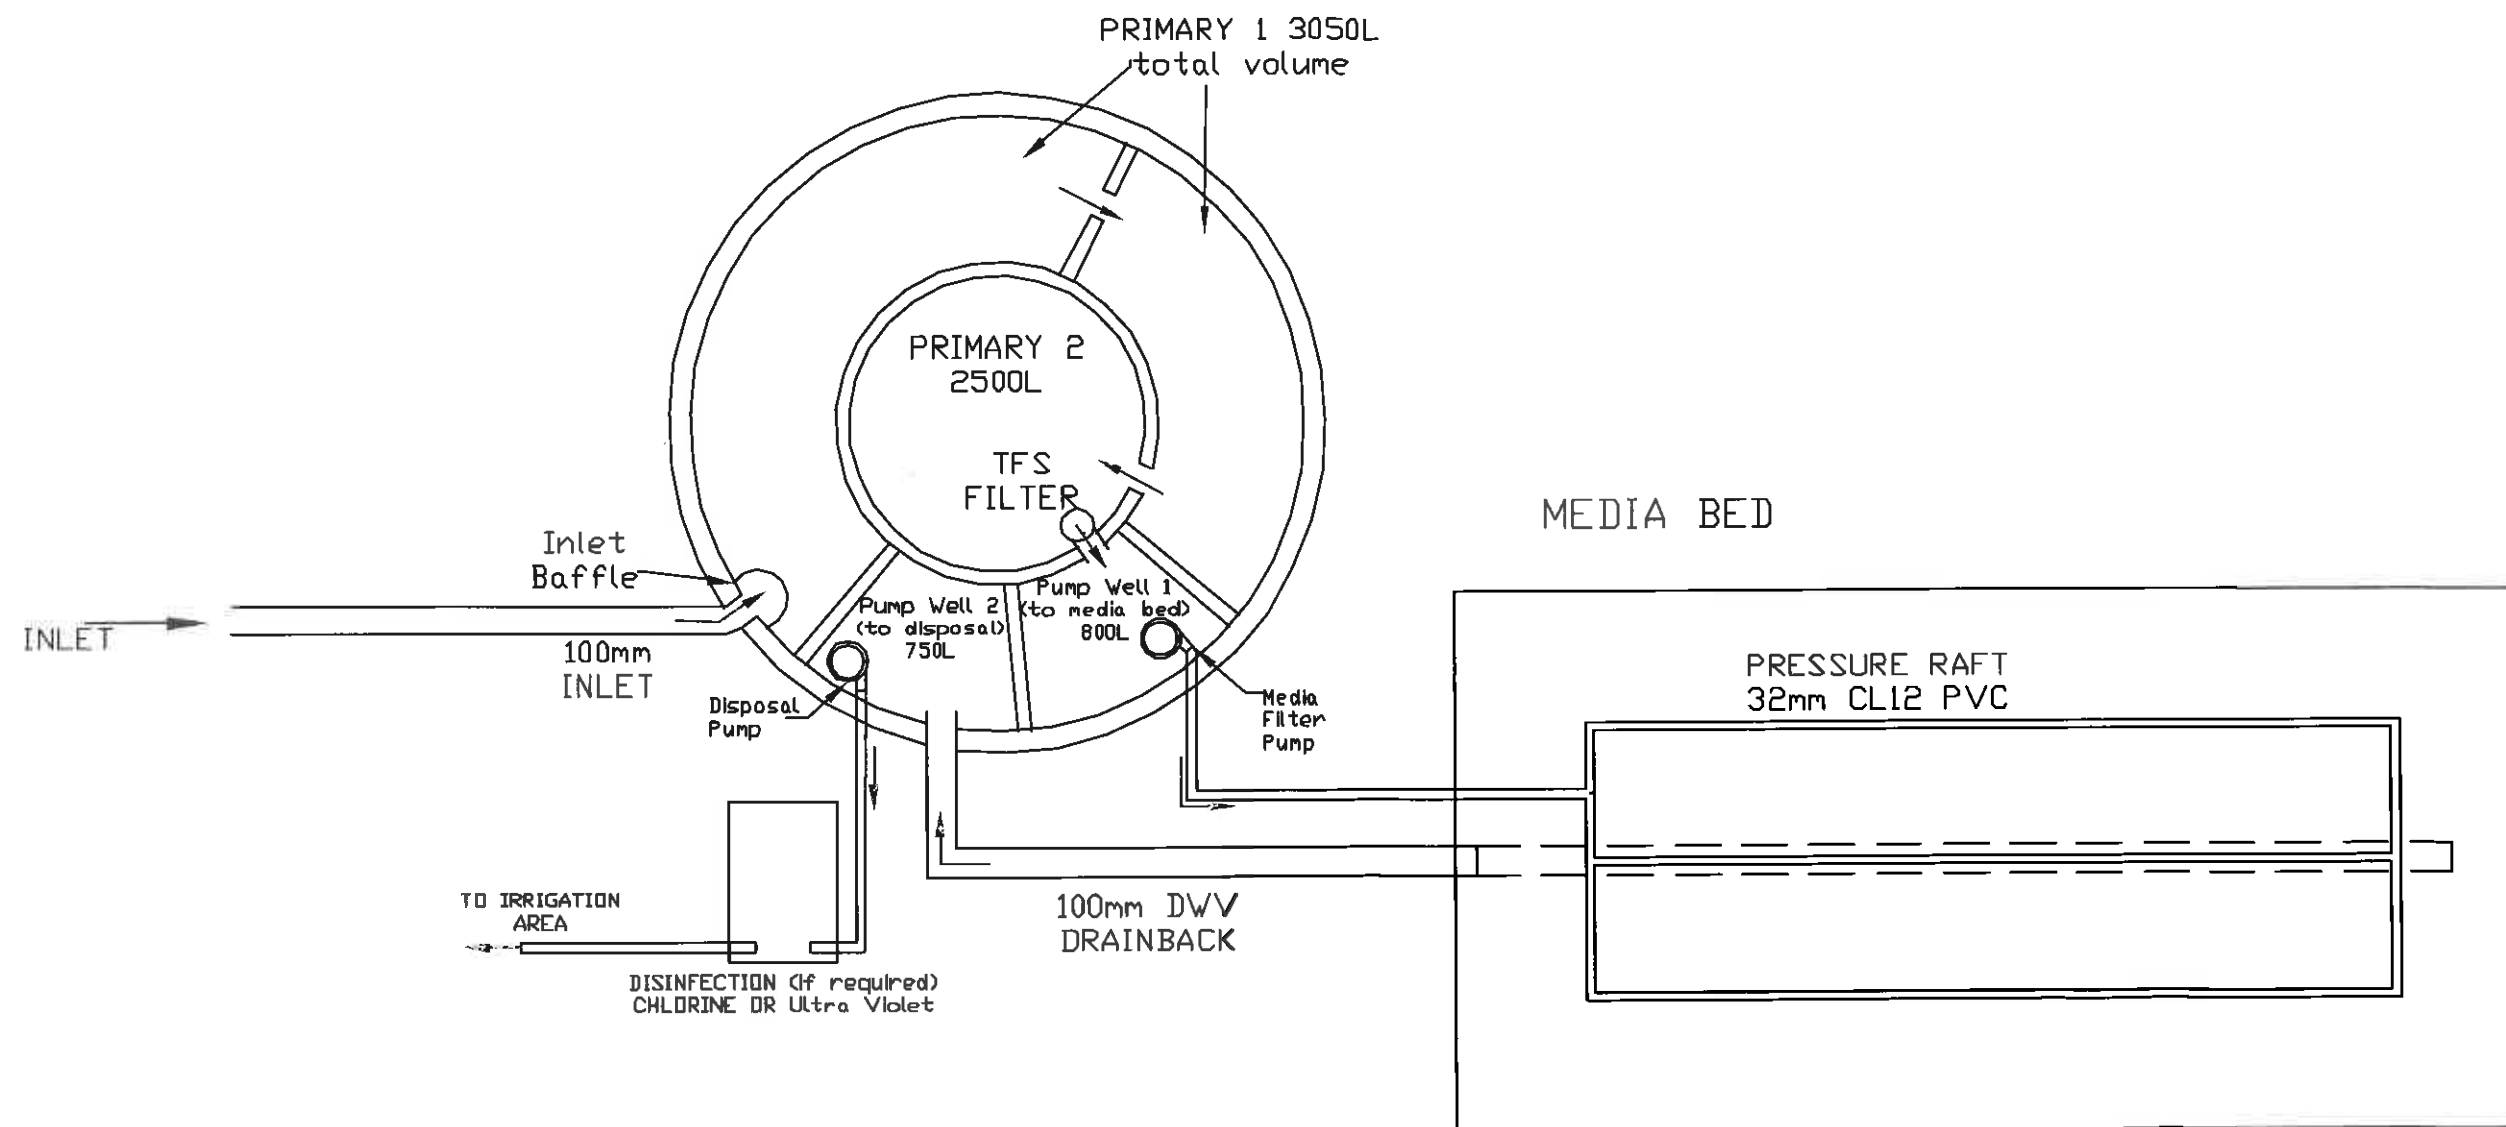 PRIMARY 1 3050L
total volume
PRIMARY 2
2500L
TFS
FILTER
MEDIA BED
Inlet
Baffle
Pump Well 1
(to media bed)
800L
Pump Well 2
(to disposal)
750L
INLET
100mm
INLET
PRESSURE RAFT
32mm CL12 PVC
Disposal
Pump
Media
Filter
Pump
TO IRRIGATION
AREA
100mm DWV
DRAINBACK
DISINFECTION (if required)
CHLORINE OR Ultra Violet